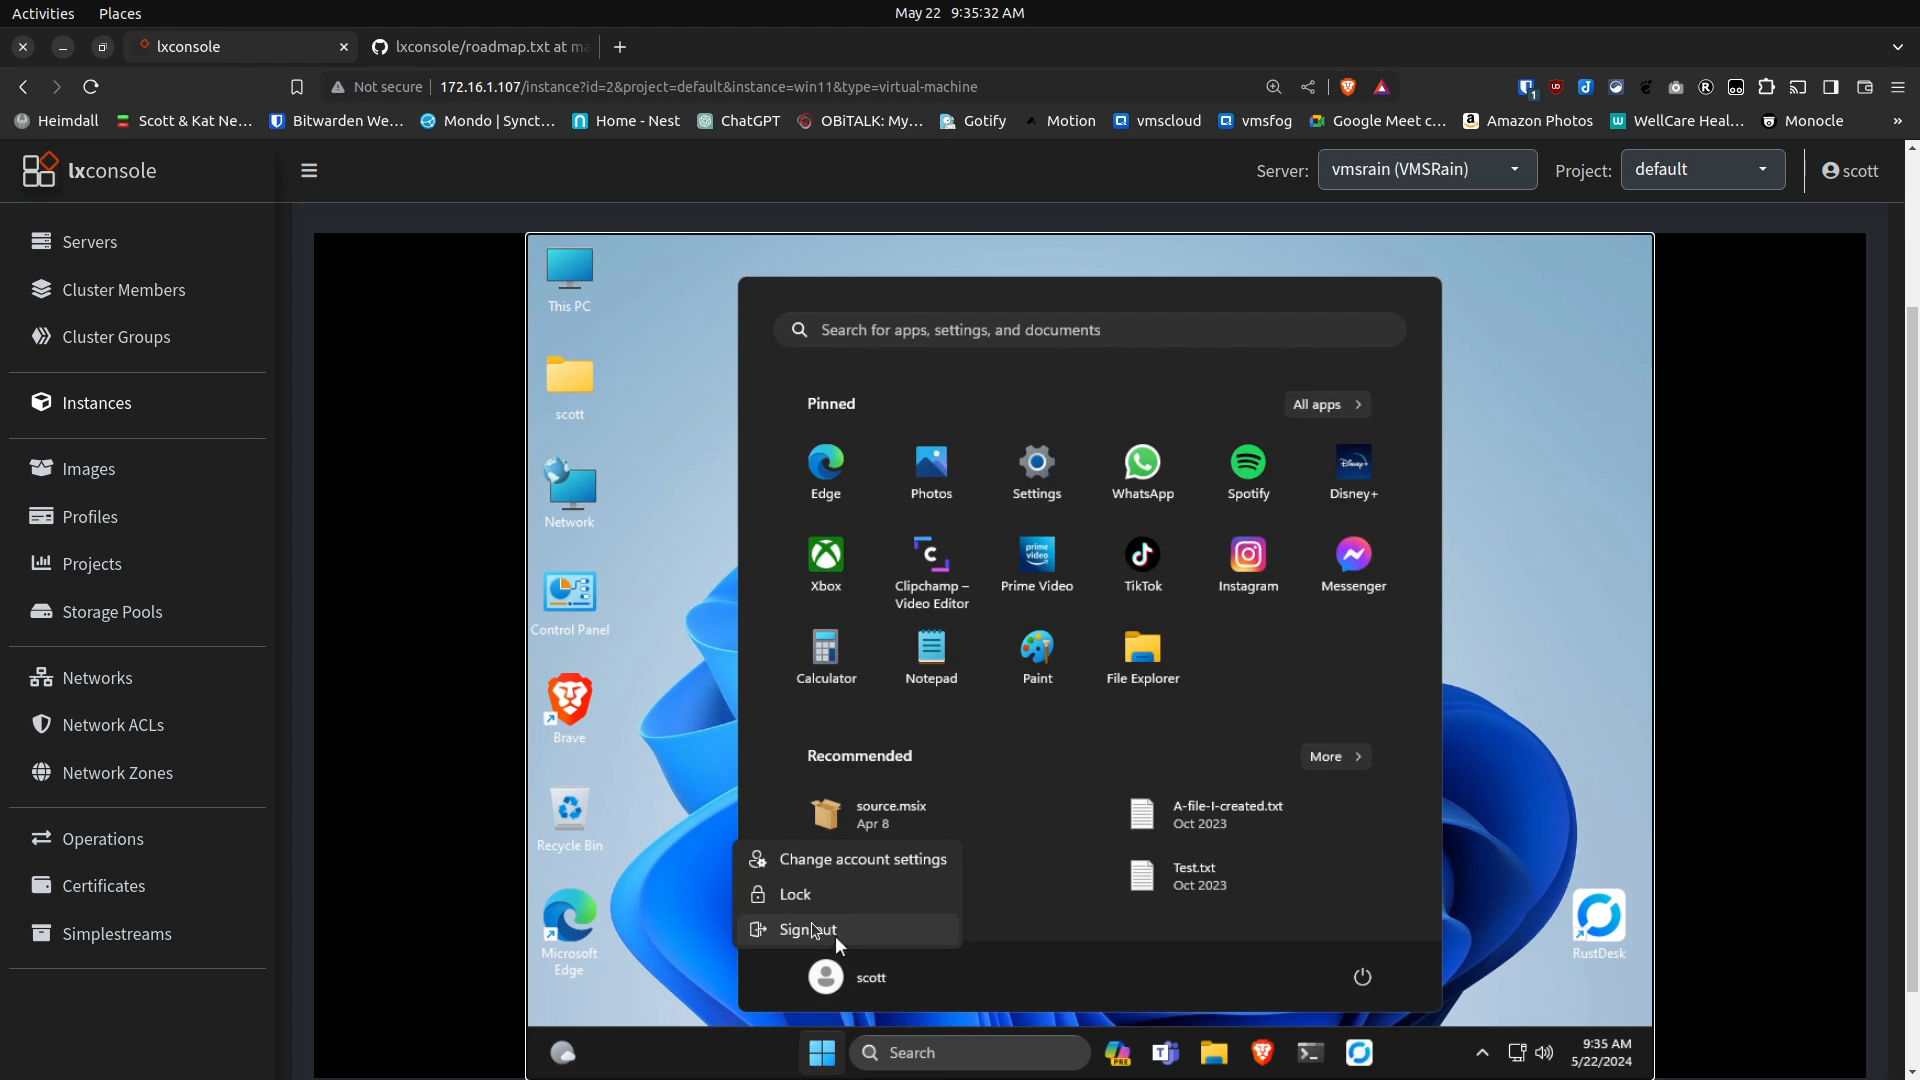 Activities Places
May 22 9:35:32 AM
lxconsole
lxconsole/roadmap.txt at ma
Not secure 172.16.1.107/instance?id=2&project=default&instance=win11&type=virtual-machine
1
Heimdall
Scott & Kat Ne...
Bitwarden We...
Mondo | Synct...
Home - Nest
ChatGPT
OBiTALK: My...
Gotify
Motion
vmscloud
vmsfog
Google Meet c...
Amazon Photos
WellCare Heal...
Monocle
»
lxconsole
Server: vmsrain (VMSRain)
Project: default
scott
Servers
Cluster Members
Cluster Groups
Instances
Images
Profiles
Projects
Storage Pools
Networks
Network ACLs
Network Zones
Operations
Certificates
Simplestreams
This PC
scott
Network
Control Panel
Brave
Recycle Bin
Microsoft
Edge
RustDesk
Search for apps, settings, and documents
Pinned
All apps
Edge
Photos
Settings
WhatsApp
Spotify
Disney+
Disney+
Xbox
Clipchamp –
Video Editor
prime
video
Prime Video
TikTok
Instagram
Messenger
Calculator
Notepad
Paint
File Explorer
Recommended
More
source.msix
Apr 8
A-file-I-created.txt
Oct 2023
Test.txt
Oct 2023
Change account settings
Lock
Sign out
scott
Search
PRE
9:35 AM
5/22/2024